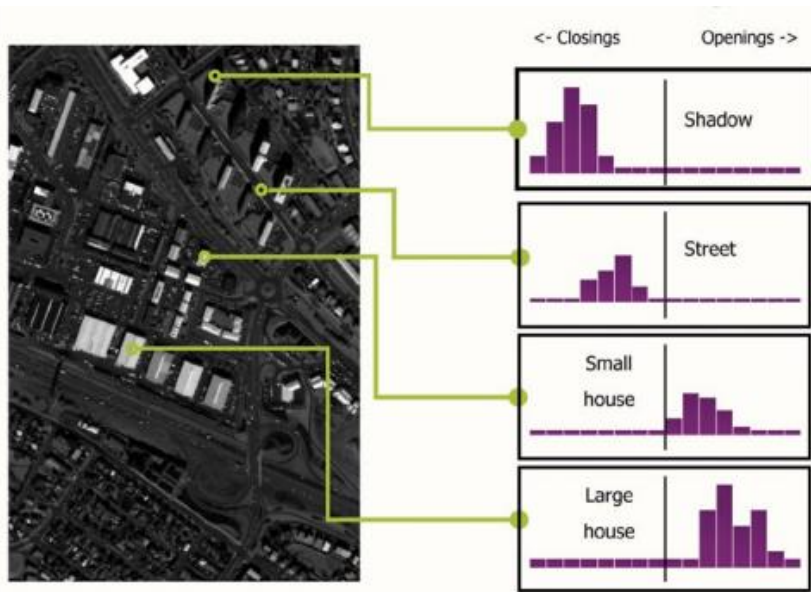 <- Closings Openings ->
Shadow
Street
Small
house
Large
house